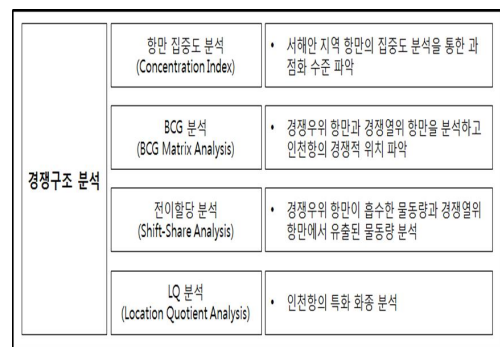 경쟁구조 분석
항만 집중도 분석
(Concentration Index)
• 서해안 지역 항만의 집중도 분석을 통한 과
점화 수준 파악
BCG 분석
(BCG Matrix Analysis)
• 경쟁우위 항만과 경쟁열위 항만을 분석하고
인천항의 경쟁적 위치 파악
전이할당 분석
(Shift-Share Analysis)
• 경쟁우위 항만이 흡수한 물동량과 경쟁열위
항만에서 유출된 물동량 분석
LQ 분석
(Location Quotient Analysis)
• 인천항의 특화 화종 분석